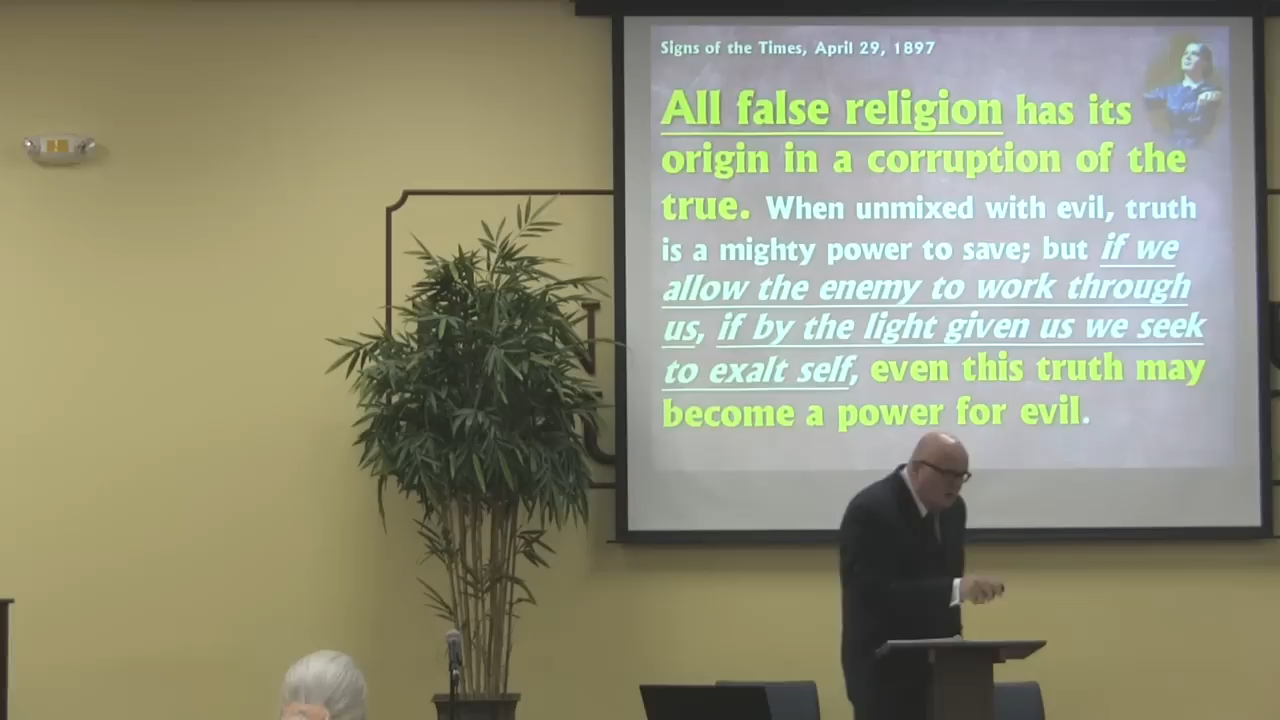 Signs of the Times, April 29, 1897
All false religion has its
origin in a corruption of the
true. When unmixed with evil, truth
is a mighty power to save; but if we
allow the enemy to work through
us, if by the light given us we seek
to exalt self, even this truth may
become a power for evil.